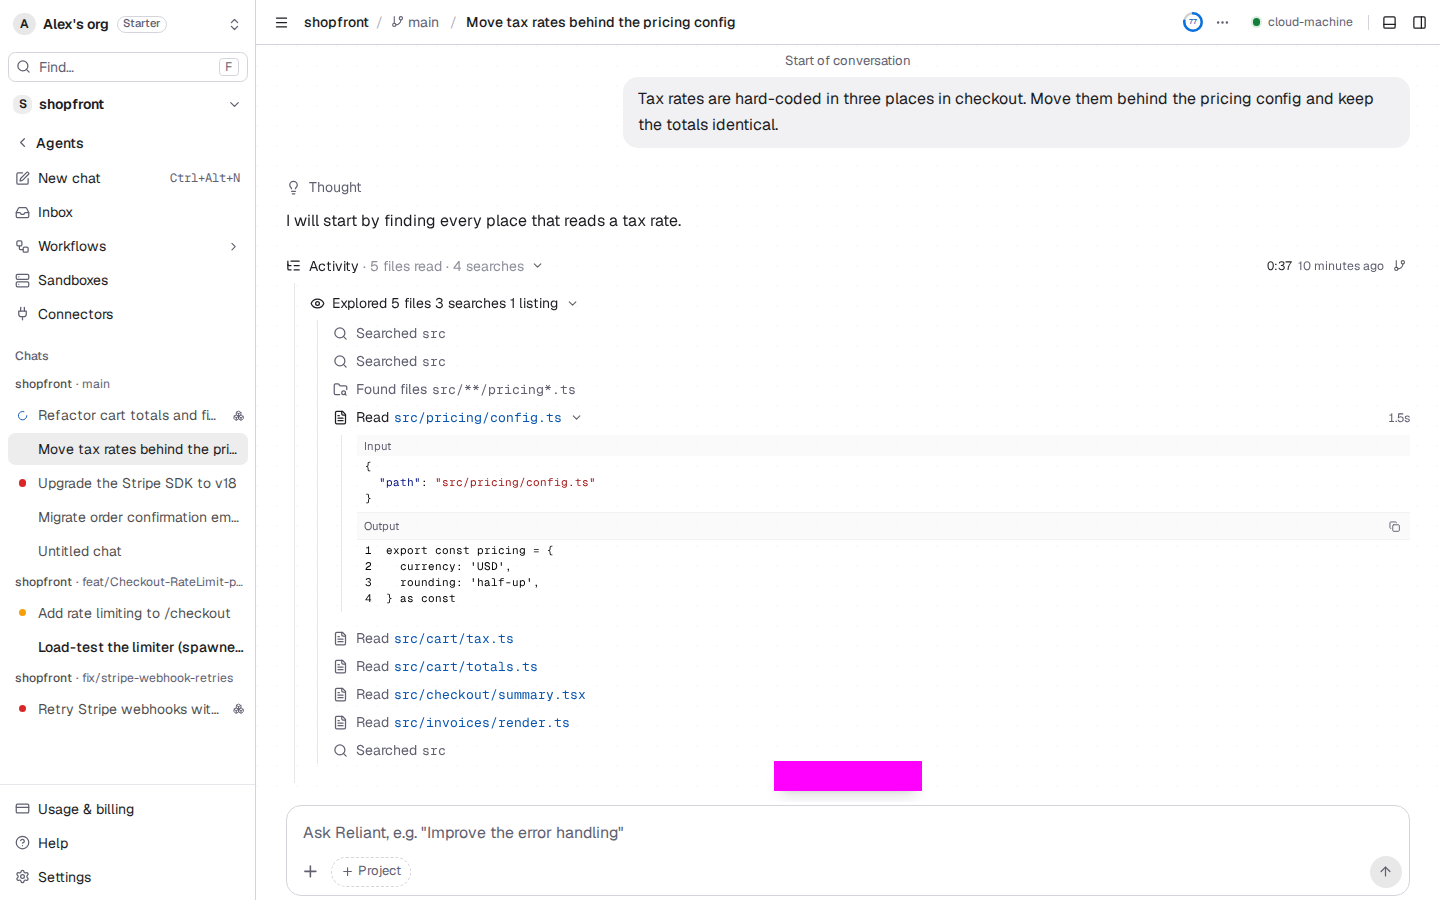 A Alex's org Starter
Find... F
S shopfront
Agents
New chat Ctrl+Alt+N
Inbox
Workflows
Sandboxes
Connectors
Chats
shopfront · main
Refactor cart totals and fi...
Move tax rates behind the pri...
Upgrade the Stripe SDK to v18
Migrate order confirmation em...
Untitled chat
shopfront · feat/Checkout-RateLimit-p...
Add rate limiting to /checkout
Load-test the limiter (spawne...
shopfront · fix/stripe-webhook-retries
Retry Stripe webhooks wit...
Usage & billing
Help
Settings
shopfront / main / Move tax rates behind the pricing config
77 cloud-machine
Start of conversation
Tax rates are hard-coded in three places in checkout. Move them behind the pricing config and keep
the totals identical.
Thought
I will start by finding every place that reads a tax rate.
Activity · 5 files read · 4 searches 0:37 10 minutes ago
Explored 5 files 3 searches 1 listing
Searched src
Searched src
Found files src/**/pricing*.ts
Read src/pricing/config.ts 1.5s
Input
{
"path": "src/pricing/config.ts"
}
Output
1 export const pricing = {
2 currency: 'USD',
3 rounding: 'half-up',
4 } as const
Read src/cart/tax.ts
Read src/cart/totals.ts
Read src/checkout/summary.tsx
Read src/invoices/render.ts
Searched src
Ask Reliant, e.g. "Improve the error handling"
+ Project